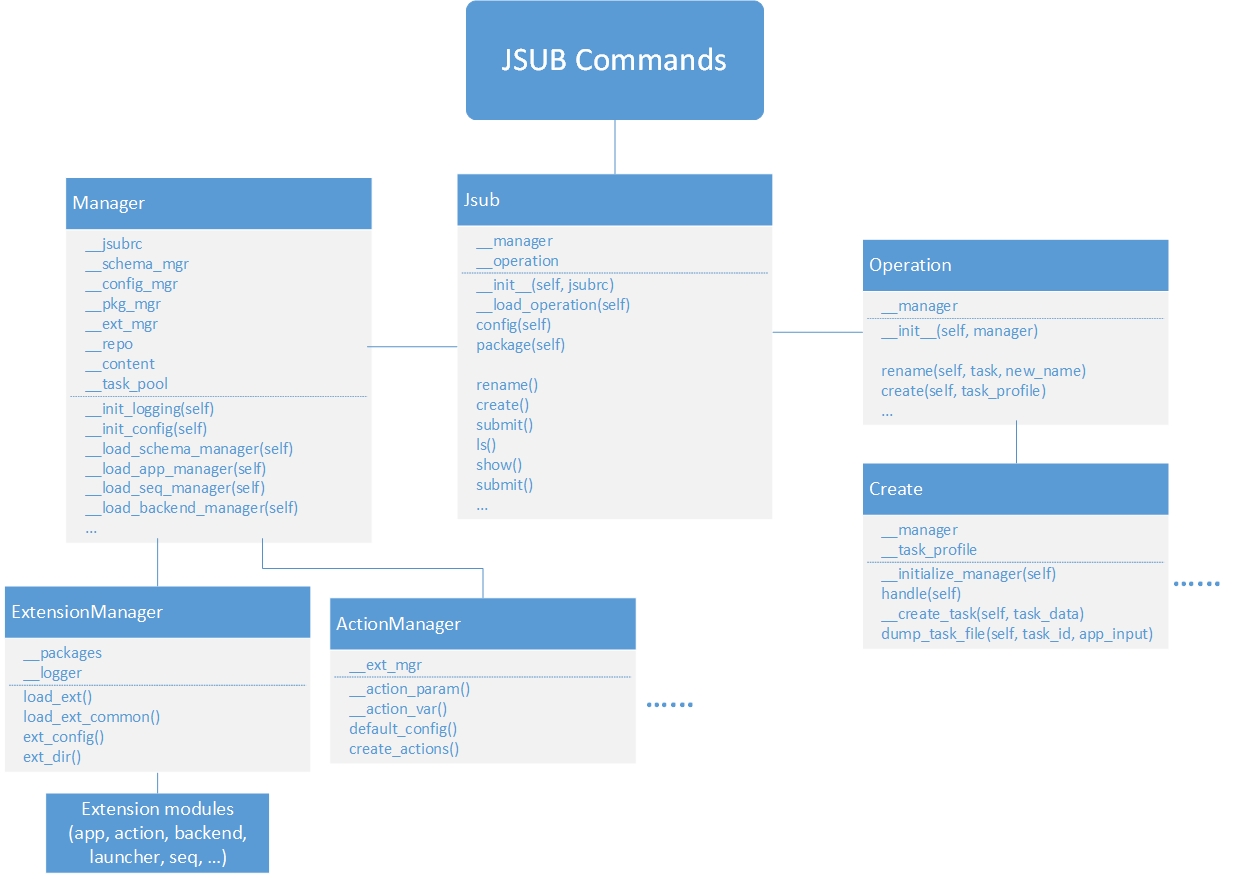 JSUB Commands
Manager
__jsubrc
__schema_mgr
__config_mgr
__pkg_mgr
__ext_mgr
__repo
__content
__task_pool
__init_logging(self)
__init_config(self)
__load_schema_manager(self)
__load_app_manager(self)
__load_seq_manager(self)
__load_backend_manager(self)
...
Jsub
__manager
__operation
__init__(self, jsubrc)
__load_operation(self)
config(self)
package(self)
rename()
create()
submit()
ls()
show()
submit()
...
Operation
__manager
__init__(self, manager)
rename(self, task, new_name)
create(self, task_profile)
...
Create
__manager
__task_profile
__initialize_manager(self)
handle(self)
__create_task(self, task_data)
dump_task_file(self, task_id, app_input)
......
ExtensionManager
__packages
__logger
load_ext()
load_ext_common()
ext_config()
ext_dir()
ActionManager
__ext_mgr
__action_param()
__action_var()
default_config()
create_actions()
......
Extension modules
(app, action, backend,
launcher, seq, ...)